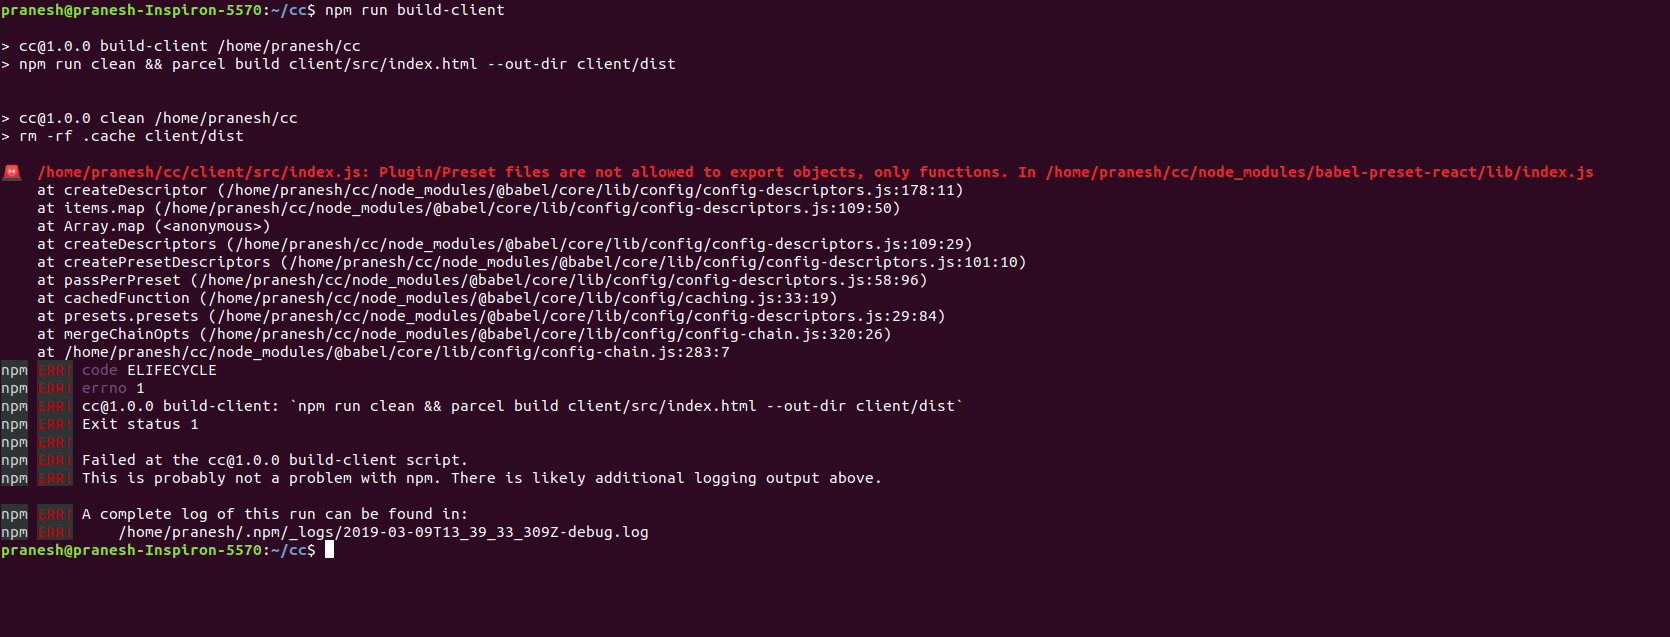 pranesh@pranesh-Inspiron-5570:~/cc$ npm run build-client
> cc@1.0.0 build-client /home/pranesh/cc
> npm run clean && parcel build client/src/index.html --out-dir client/dist
> cc@1.0.0 clean /home/pranesh/cc
> rm -rf .cache client/dist
🚨 /home/pranesh/cc/client/src/index.js: Plugin/Preset files are not allowed to export objects, only functions. In /home/pranesh/cc/node_modules/babel-preset-react/lib/index.js
at createDescriptor (/home/pranesh/cc/node_modules/@babel/core/lib/config/config-descriptors.js:178:11)
at items.map (/home/pranesh/cc/node_modules/@babel/core/lib/config/config-descriptors.js:109:50)
at Array.map (<anonymous>)
at createDescriptors (/home/pranesh/cc/node_modules/@babel/core/lib/config/config-descriptors.js:109:29)
at createPresetDescriptors (/home/pranesh/cc/node_modules/@babel/core/lib/config/config-descriptors.js:101:10)
at passPerPreset (/home/pranesh/cc/node_modules/@babel/core/lib/config/config-descriptors.js:58:96)
at cachedFunction (/home/pranesh/cc/node_modules/@babel/core/lib/config/caching.js:33:19)
at presets.presets (/home/pranesh/cc/node_modules/@babel/core/lib/config/config-descriptors.js:29:84)
at mergeChainOpts (/home/pranesh/cc/node_modules/@babel/core/lib/config/config-chain.js:320:26)
at /home/pranesh/cc/node_modules/@babel/core/lib/config/config-chain.js:283:7
npm ERR! code ELIFECYCLE
npm ERR! errno 1
npm ERR! cc@1.0.0 build-client: `npm run clean && parcel build client/src/index.html --out-dir client/dist`
npm ERR! Exit status 1
npm ERR!
npm ERR! Failed at the cc@1.0.0 build-client script.
npm ERR! This is probably not a problem with npm. There is likely additional logging output above.
npm ERR! A complete log of this run can be found in:
npm ERR! /home/pranesh/.npm/_logs/2019-03-09T13_39_33_309Z-debug.log
pranesh@pranesh-Inspiron-5570:~/cc$